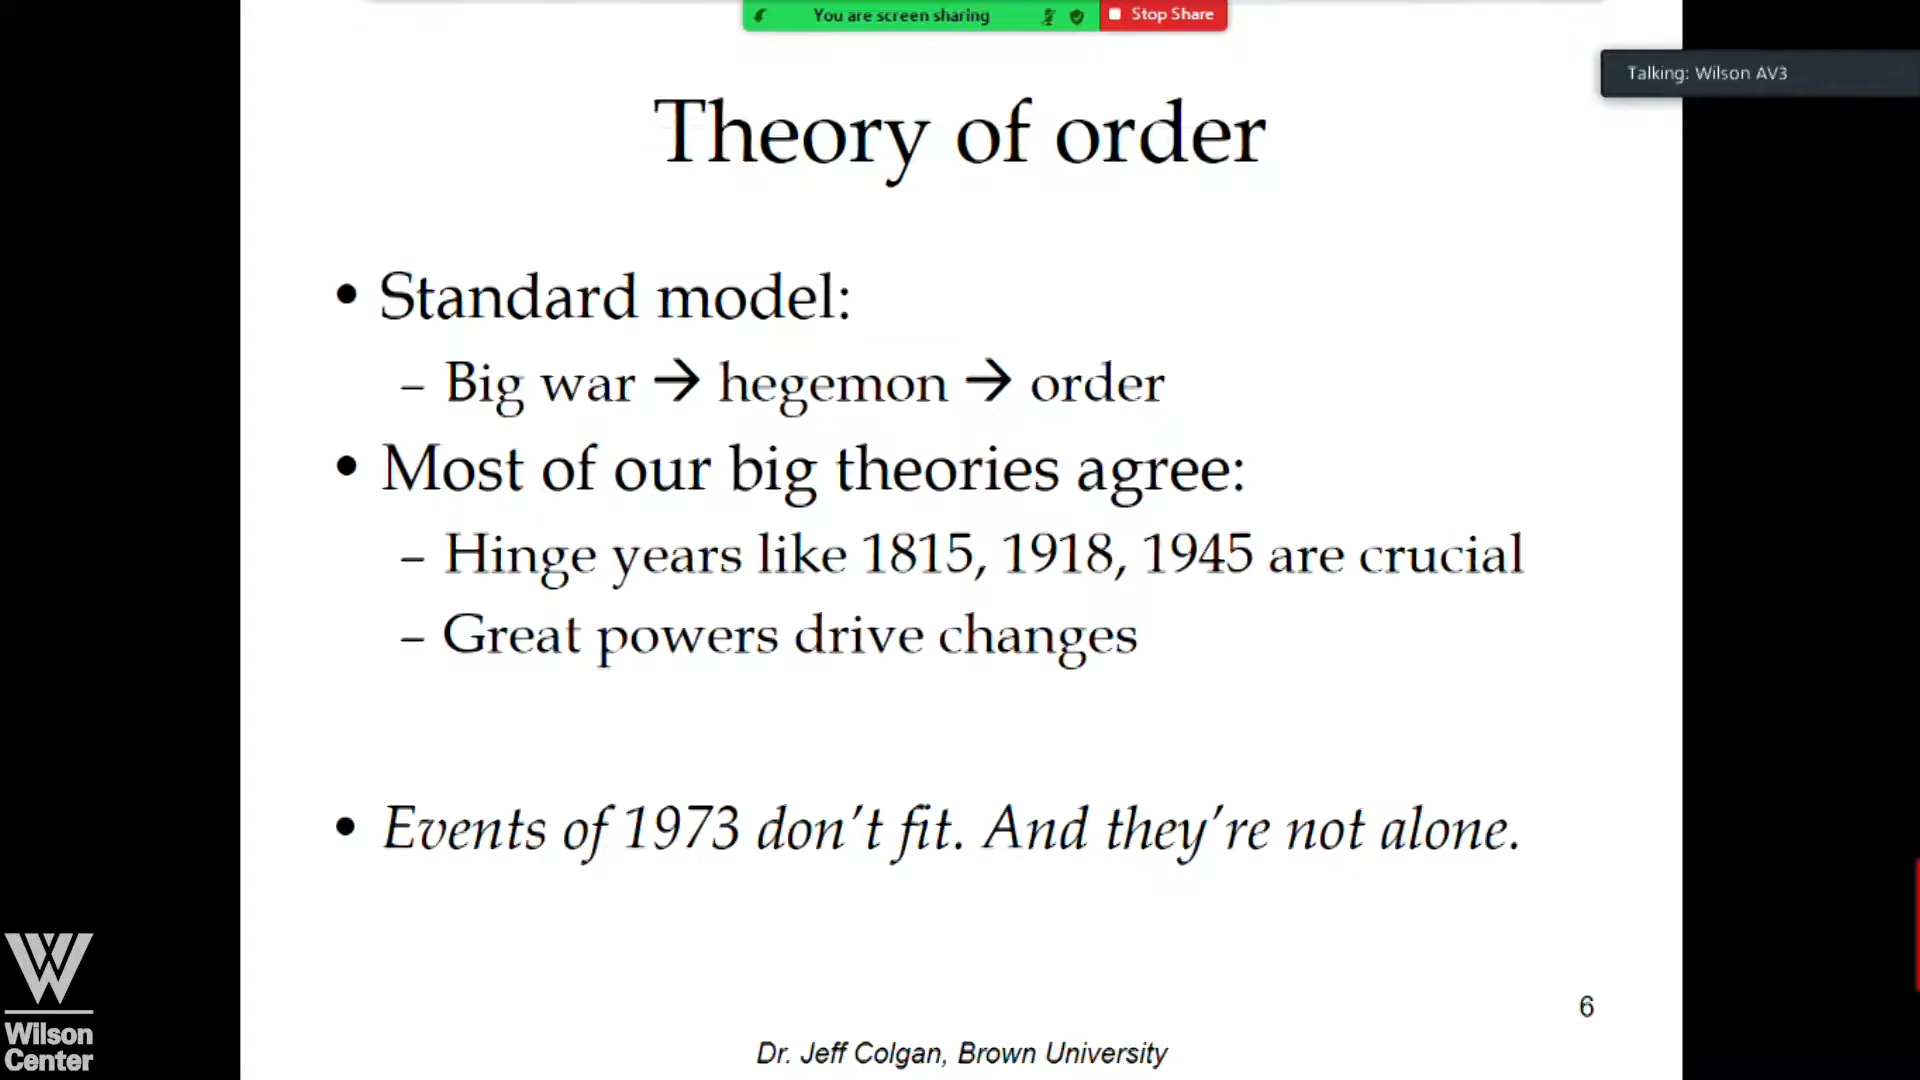 You are screen sharing
Stop Share
Talking: Wilson AV3
Theory of order
• Standard model:
– Big war → hegemon → order
• Most of our big theories agree:
– Hinge years like 1815, 1918, 1945 are crucial
– Great powers drive changes
• Events of 1973 don't fit. And they're not alone.
6
Dr. Jeff Colgan, Brown University
W
Wilson
Center